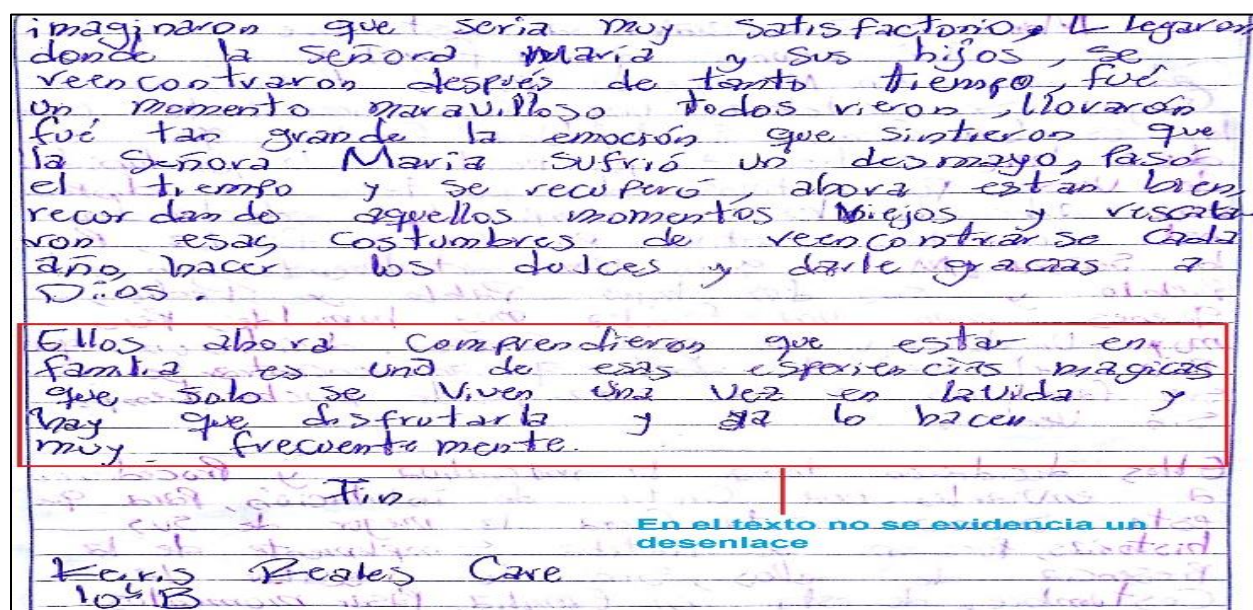 imaginaron que seria muy satisfactorio, Llegaron
donde la Señora Maria y sus hijos, se
reencontraron después de tanto tiempo, fué
un momento maravilloso todos rieron, llorarón
fué tan grande la emoción que sintieron que
la Señora Maria sufrió un desmayo, Pasó
el tiempo y se recuperó, ahora están bien
recordando aquellos momentos viejos y rescata
ron esas costumbres de reencontrarse cada
año, hacer los dulces y darle gracias a
Dios.
Ellos ahora comprendieron que estar en
familia es una de esas esperiencias magicas
que solo se viven una vez en la vida y
hay que disfrutarla y ya lo hacen
muy frecuentemente.
Fin
En el texto no se evidencia un
desenlace
Keiris Reales Care
10°B